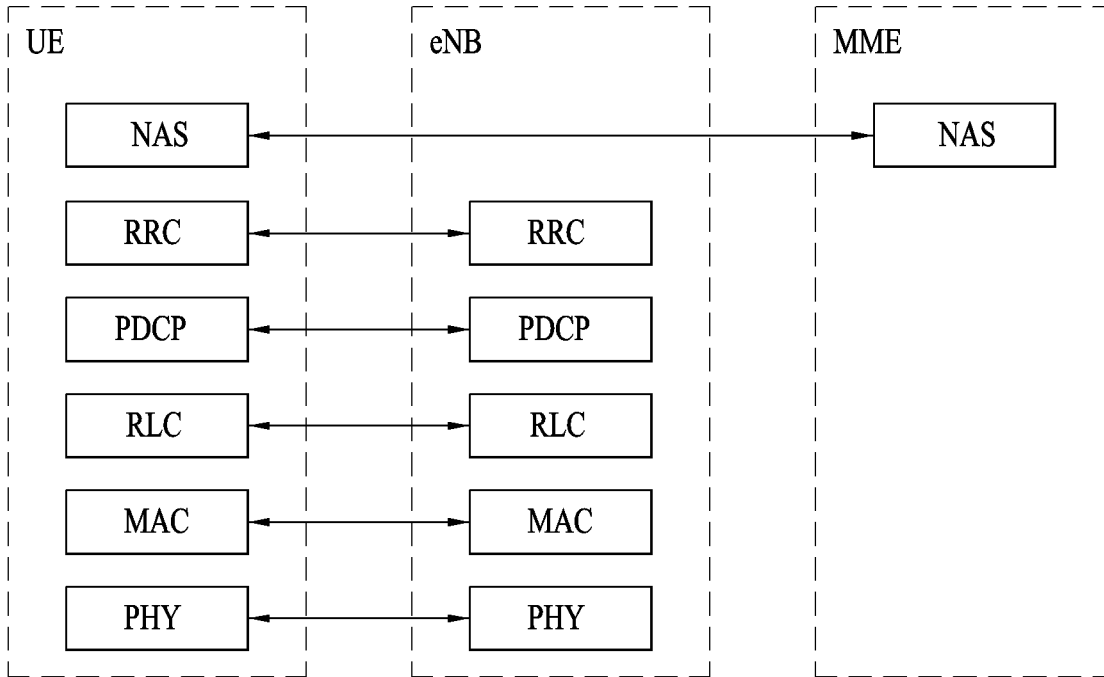 UE eNB MME
NAS NAS
RRC RRC
PDCP PDCP
RLC RLC
MAC MAC
PHY PHY